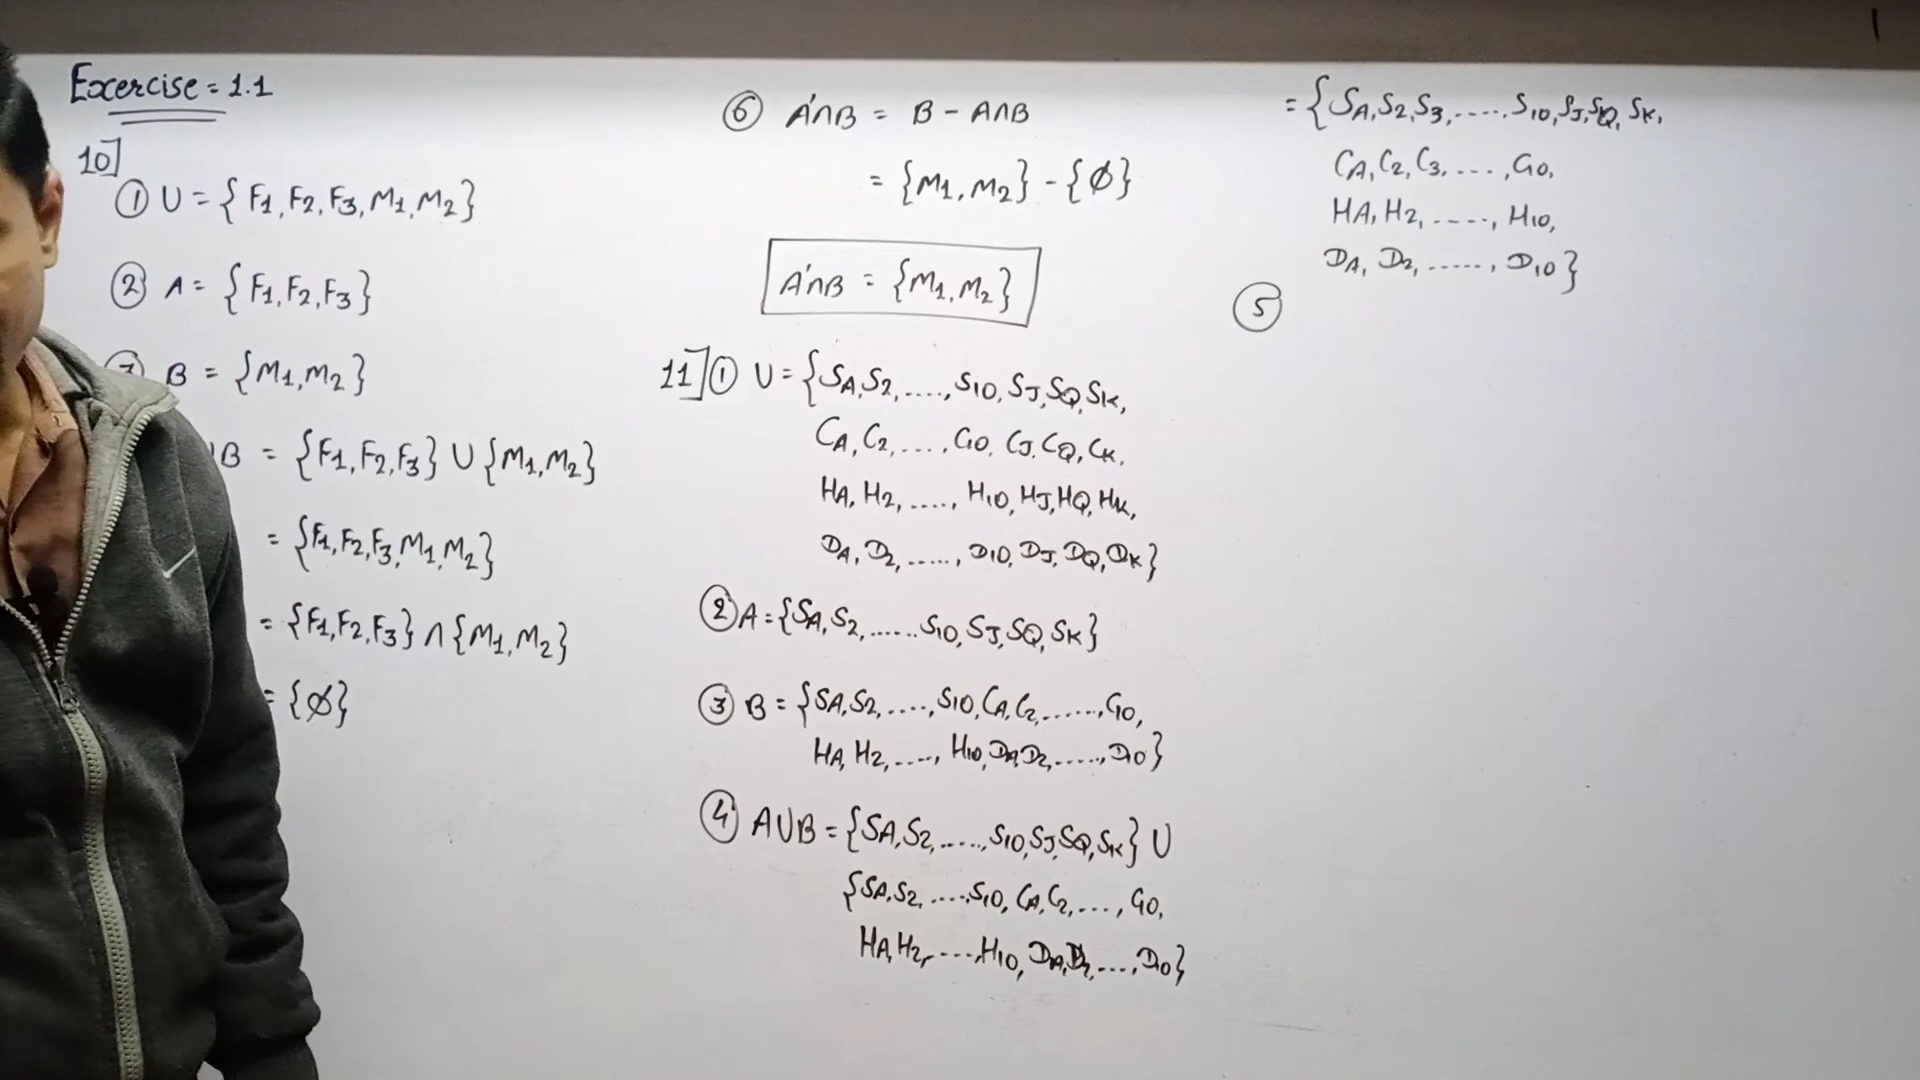 Excercise = 1.1
10]
① U = { F1, F2, F3, M1, M2 }
② A = { F1, F2, F3 }
B = { M1, M2 }
B = { F1, F2, F3 } ∪ { M1, M2 }
= { F1, F2, F3, M1, M2 }
= { F1, F2, F3 } ∩ { M1, M2 }
= { ∅ }
⑥ A'∩B = B - A∩B
= { M1, M2 } - { ∅ }
A'∩B = { M1, M2 }
11] ① U = { SA, S2, ...., S10, SJ, SQ, SK,
CA, C2, ...., C10, CJ, CQ, CK,
HA, H2, ....., H10, HJ, HQ, HK,
DA, D2, ......, D10, DJ, DQ, DK }
② A = { SA, S2, ...... S10, SJ, SQ, SK }
③ B = { SA, S2, ....., S10, CA, C2, ......, C10,
HA, H2, ....., H10, DA, D2, ......, D10 }
④ A∪B = { SA, S2, ....., S10, SJ, SQ, SK } ∪
{ SA, S2, ..... S10, CA, C2, ...., C10,
HA, H2, ....., H10, DA, D2, ...., D10 }
= { SA, S2, S3, ......, S10, SJ, SQ, SK,
CA, C2, C3, ....., C10,
HA, H2, ....., H10,
DA, D2, ......, D10 }
⑤